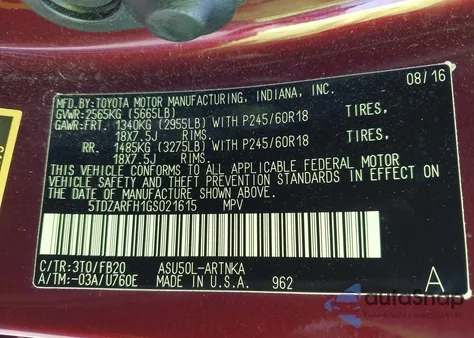 08/16
MFD.BY:TOYOTA MOTOR MANUFACTURING, INDIANA, INC.
GVWR:2565KG (5665LB)
GAWR:FRT. 1340KG (2955LB) WITH P245/60R18 TIRES,
18X7.5J RIMS.
RR. 1485KG (3275LB) WITH P245/60R18 TIRES,
18X7.5J RIMS.
THIS VEHICLE CONFORMS TO ALL APPLICABLE FEDERAL MOTOR
VEHICLE SAFETY AND THEFT PREVENTION STANDARDS IN EFFECT ON
THE DATE OF MANUFACTURE SHOWN ABOVE.
5TDZARFH1GS021615 MPV
C/TR:3T0/FB20 ASU50L-ARTNKA
A/TM:-03A/U760E MADE IN U.S.A. 962 A
autoShap